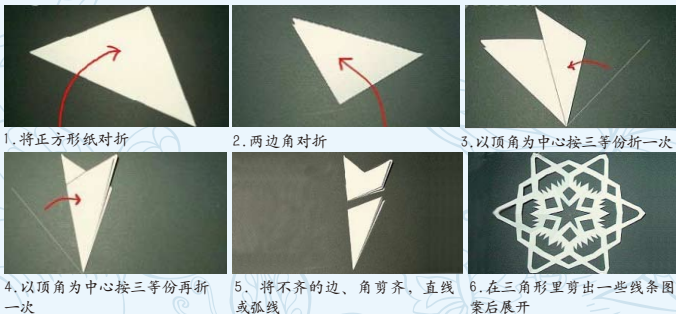 1.将正方形纸对折
2.两边角对折
3.以顶角为中心按三等份折一次
4.以顶角为中心按三等份再折
一次
5. 将不齐的边、角剪齐，直线
或弧线
6.在三角形里剪出一些线条图
案后展开